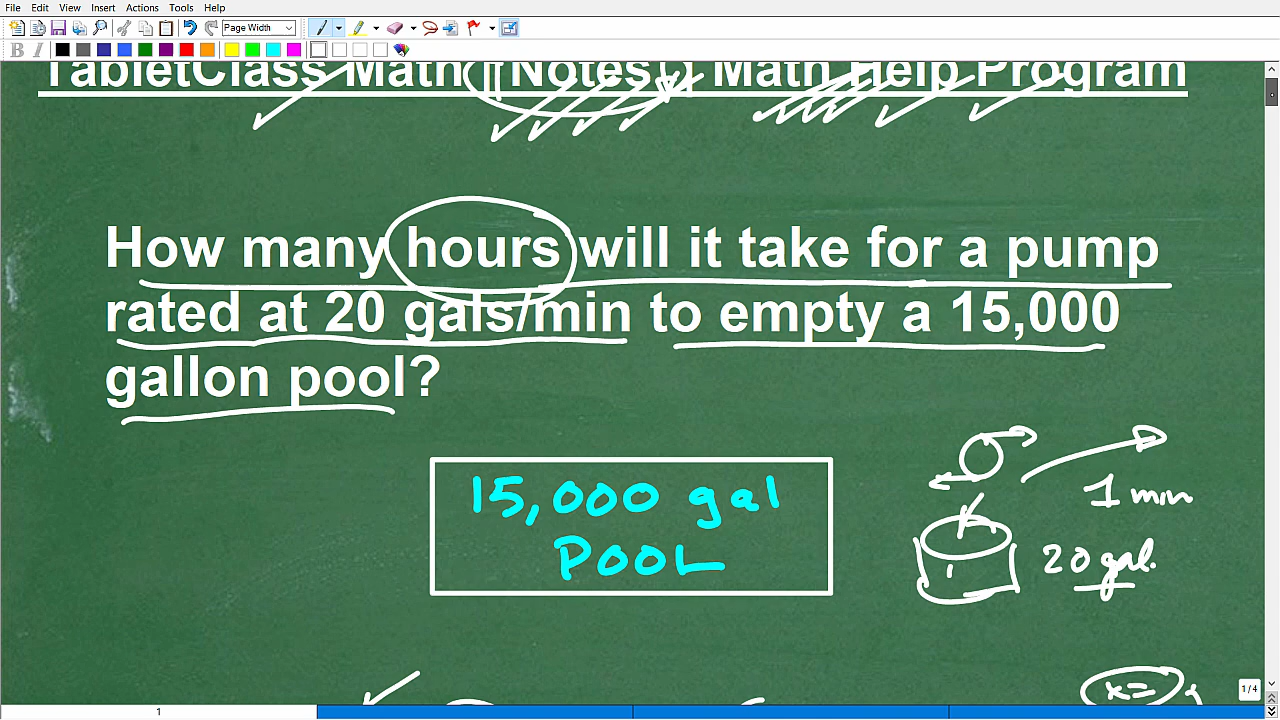 File Edit View Insert Actions Tools Help
Page Width
B I
TabletClass Math (Notes) Math Help Program
How many hours will it take for a pump
rated at 20 gals/min to empty a 15,000
gallon pool?
15,000 gal
POOL
1 min
20 gal.
x=
1/4
1